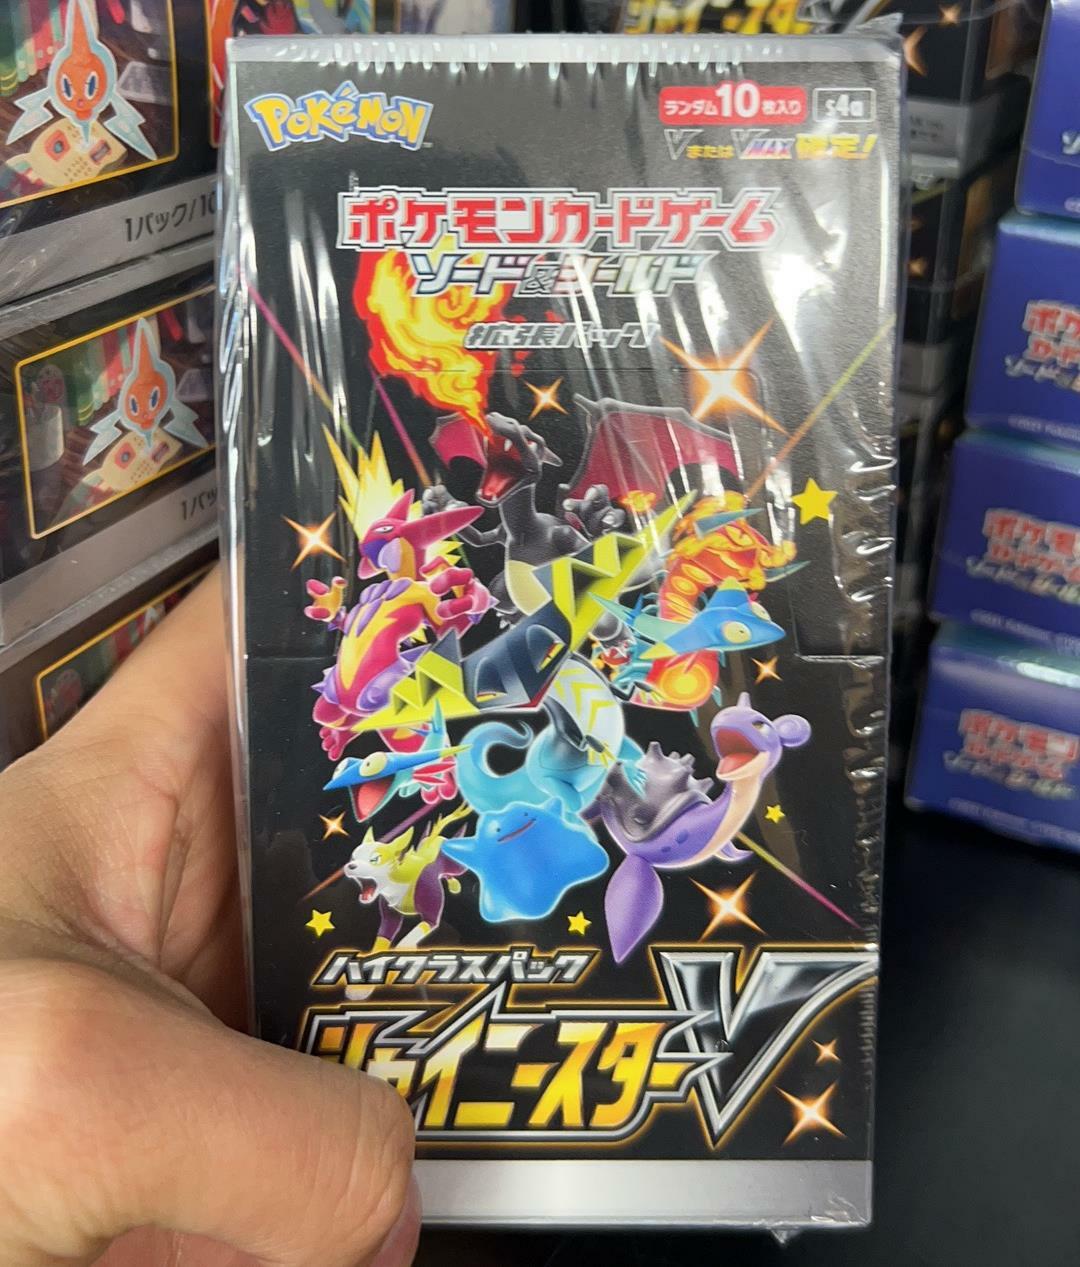 Pokémon
ランダム10枚入り
S4a
VまたはVMAX確定!
ポケモンカードゲーム
ソード&シールド
拡張パック
ハイクラスパック
シャイニースターV
1パック/10
1パッ